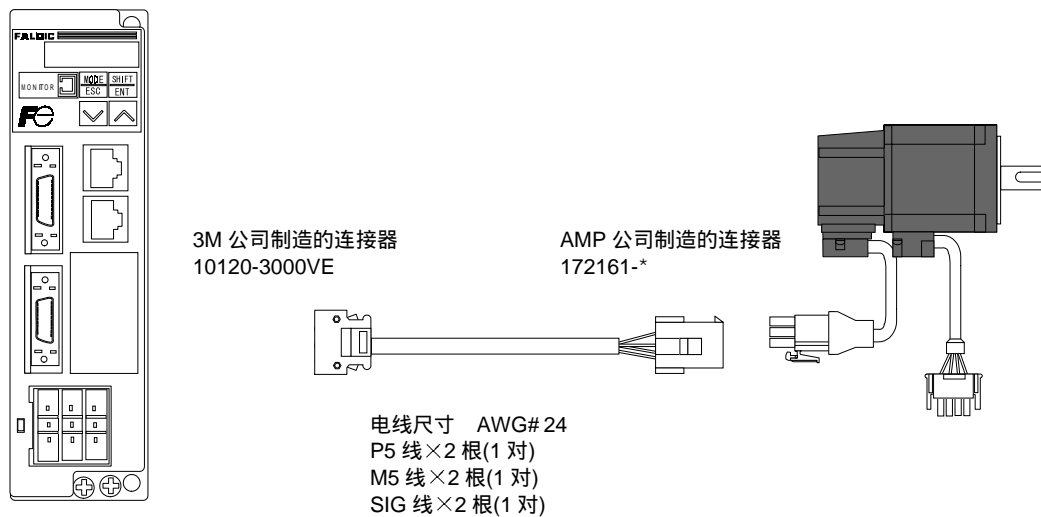 FALDIC
MONITOR
MODE
ESC
SHIFT
ENT
Fe
3M 公司制造的连接器
10120-3000VE
AMP 公司制造的连接器
172161-*
电线尺寸 AWG# 24
P5 线×2 根(1 对)
M5 线×2 根(1 对)
SIG 线×2 根(1 对)